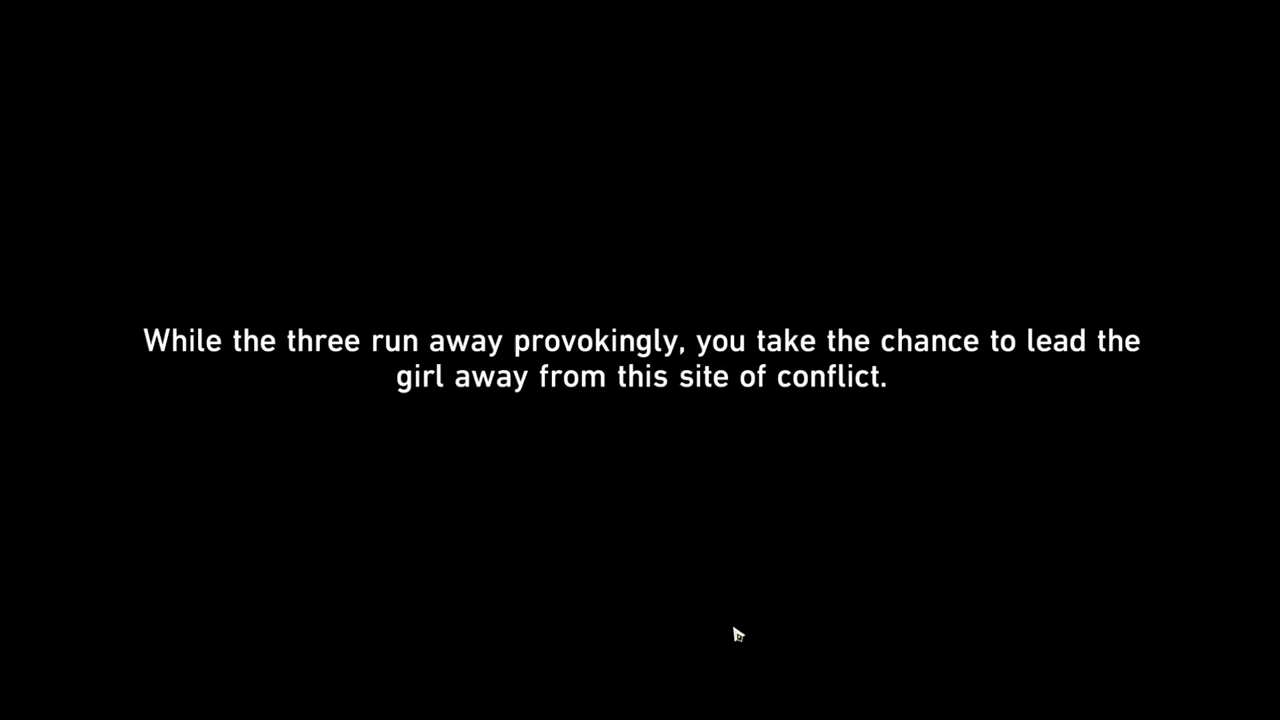 While the three run away provokingly, you take the chance to lead the
girl away from this site of conflict.